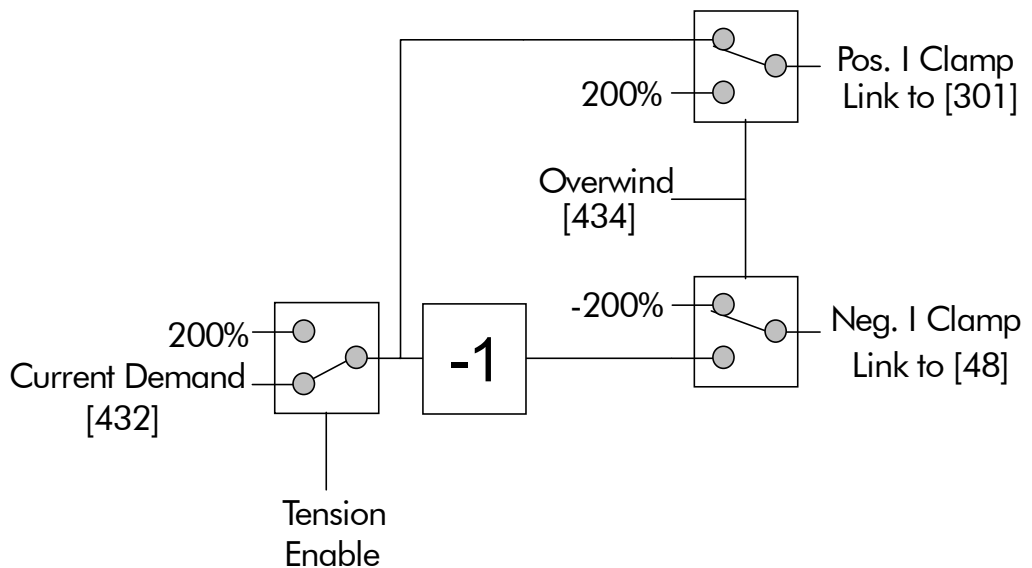 Pos. I Clamp
Link to [301]
200%
Overwind
[434]
-200%
Neg. I Clamp
Link to [48]
200%
Current Demand
[432]
-1
Tension
Enable